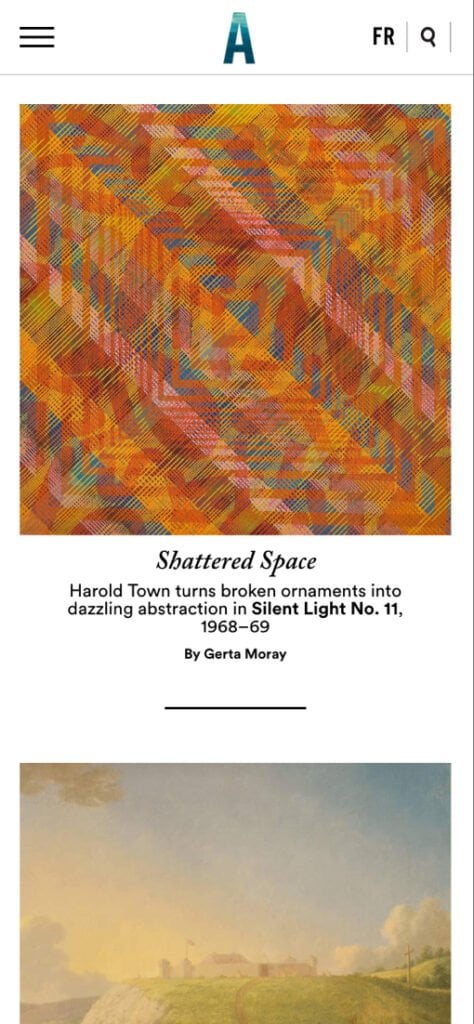 A
FR
Shattered Space
Harold Town turns broken ornaments into
dazzling abstraction in Silent Light No. 11,
1968–69
By Gerta Moray